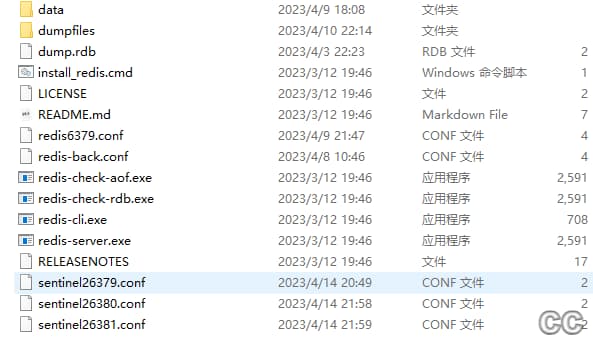 data 2023/4/9 18:08 文件夹
dumpfiles 2023/4/10 22:14 文件夹
dump.rdb 2023/4/3 22:23 RDB 文件 2
install_redis.cmd 2023/3/12 19:46 Windows 命令脚本 1
LICENSE 2023/3/12 19:46 文件 2
README.md 2023/3/12 19:46 Markdown File 7
redis6379.conf 2023/4/9 21:47 CONF 文件 4
redis-back.conf 2023/4/8 10:46 CONF 文件 4
redis-check-aof.exe 2023/3/12 19:46 应用程序 2,591
redis-check-rdb.exe 2023/3/12 19:46 应用程序 2,591
redis-cli.exe 2023/3/12 19:46 应用程序 708
redis-server.exe 2023/3/12 19:46 应用程序 2,591
RELEASENOTES 2023/3/12 19:46 文件 17
sentinel26379.conf 2023/4/14 20:49 CONF 文件 2
sentinel26380.conf 2023/4/14 21:58 CONF 文件 2
sentinel26381.conf 2023/4/14 21:59 CONF 文件 2
CC